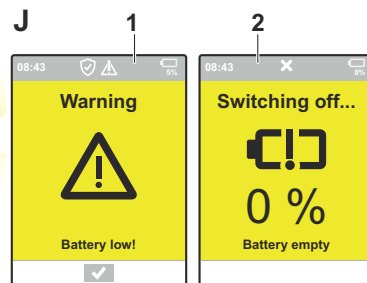 J
1
2
08:43
5%
Warning
Battery low!
08:43
0%
Switching off...
0 %
Battery empty